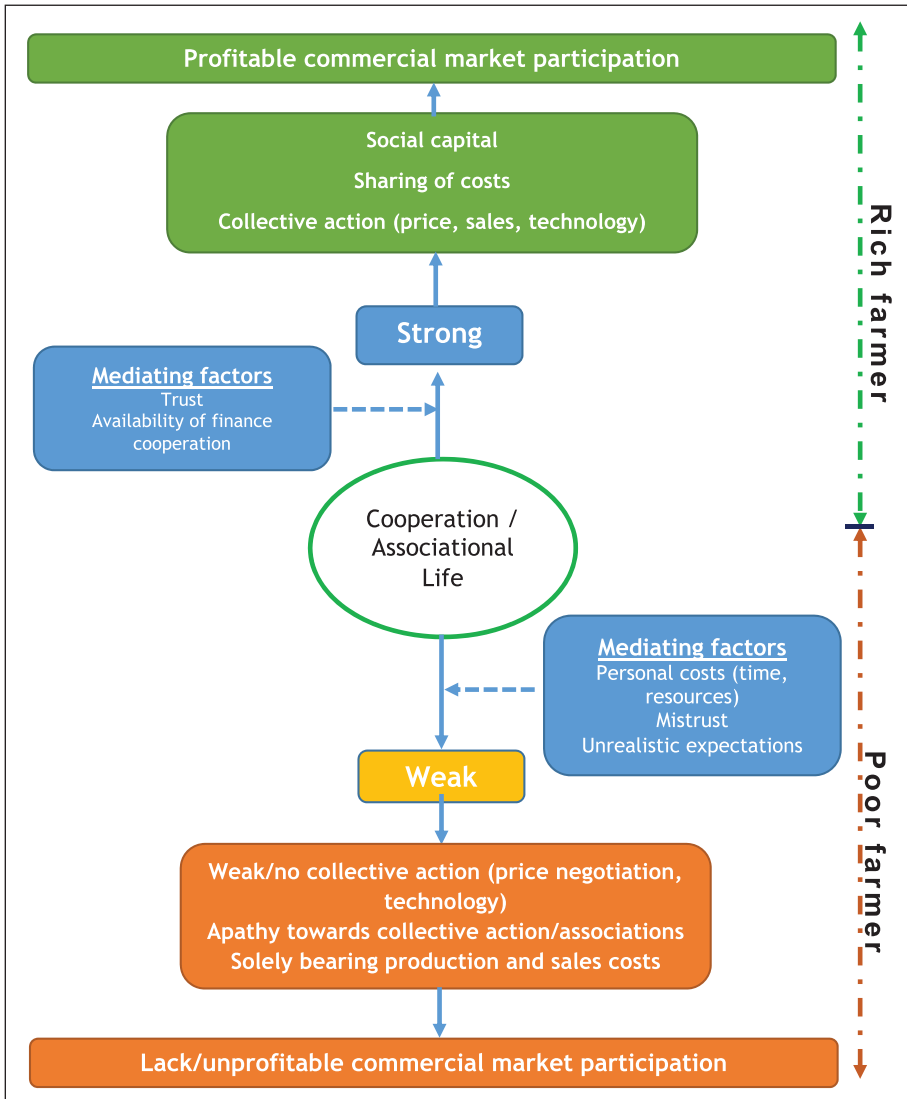 Profitable commercial market participation
Social capital
Sharing of costs
Collective action (price, sales, technology)
Rich farmer
Strong
Mediating factors
Trust
Availability of finance
cooperation
Cooperation /
Associational
Life
Mediating factors
Personal costs (time,
resources)
Mistrust
Unrealistic expectations
Poor farmer
Weak
Weak/no collective action (price negotiation,
technology)
Apathy towards collective action/associations
Solely bearing production and sales costs
Lack/unprofitable commercial market participation